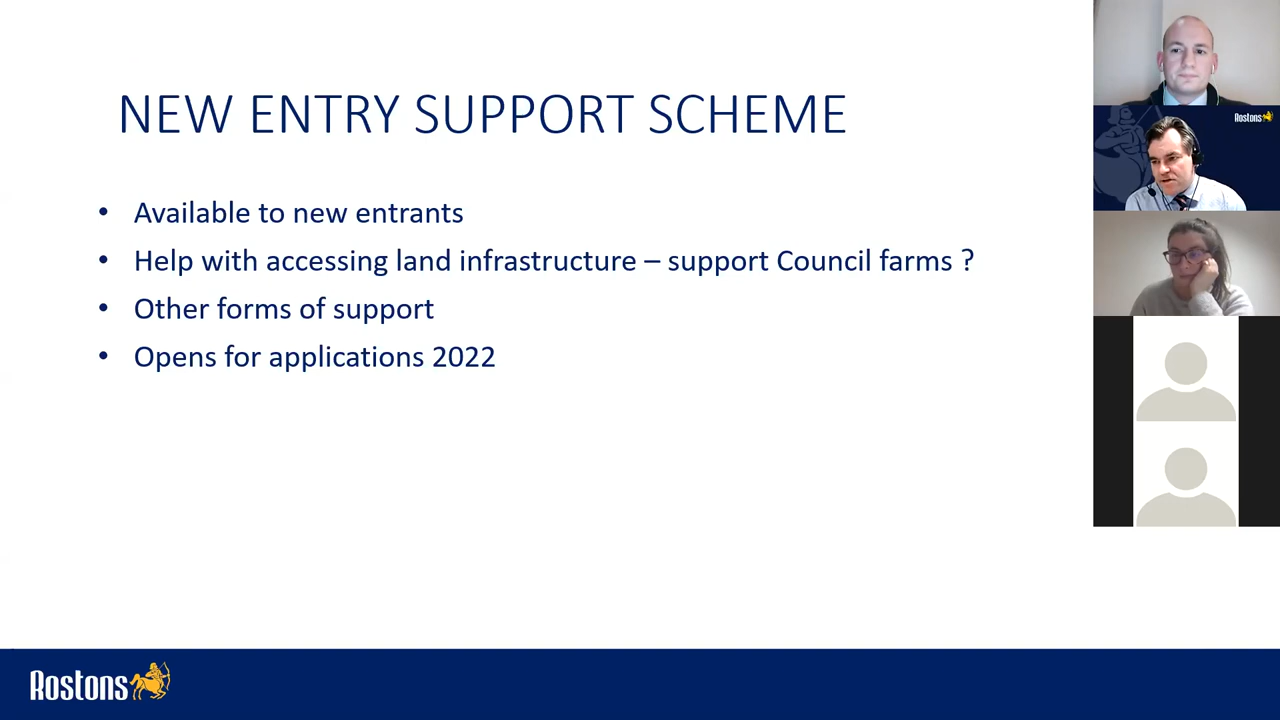 NEW ENTRY SUPPORT SCHEME
• Available to new entrants
• Help with accessing land infrastructure – support Council farms ?
• Other forms of support
• Opens for applications 2022
Rostons
Rostons